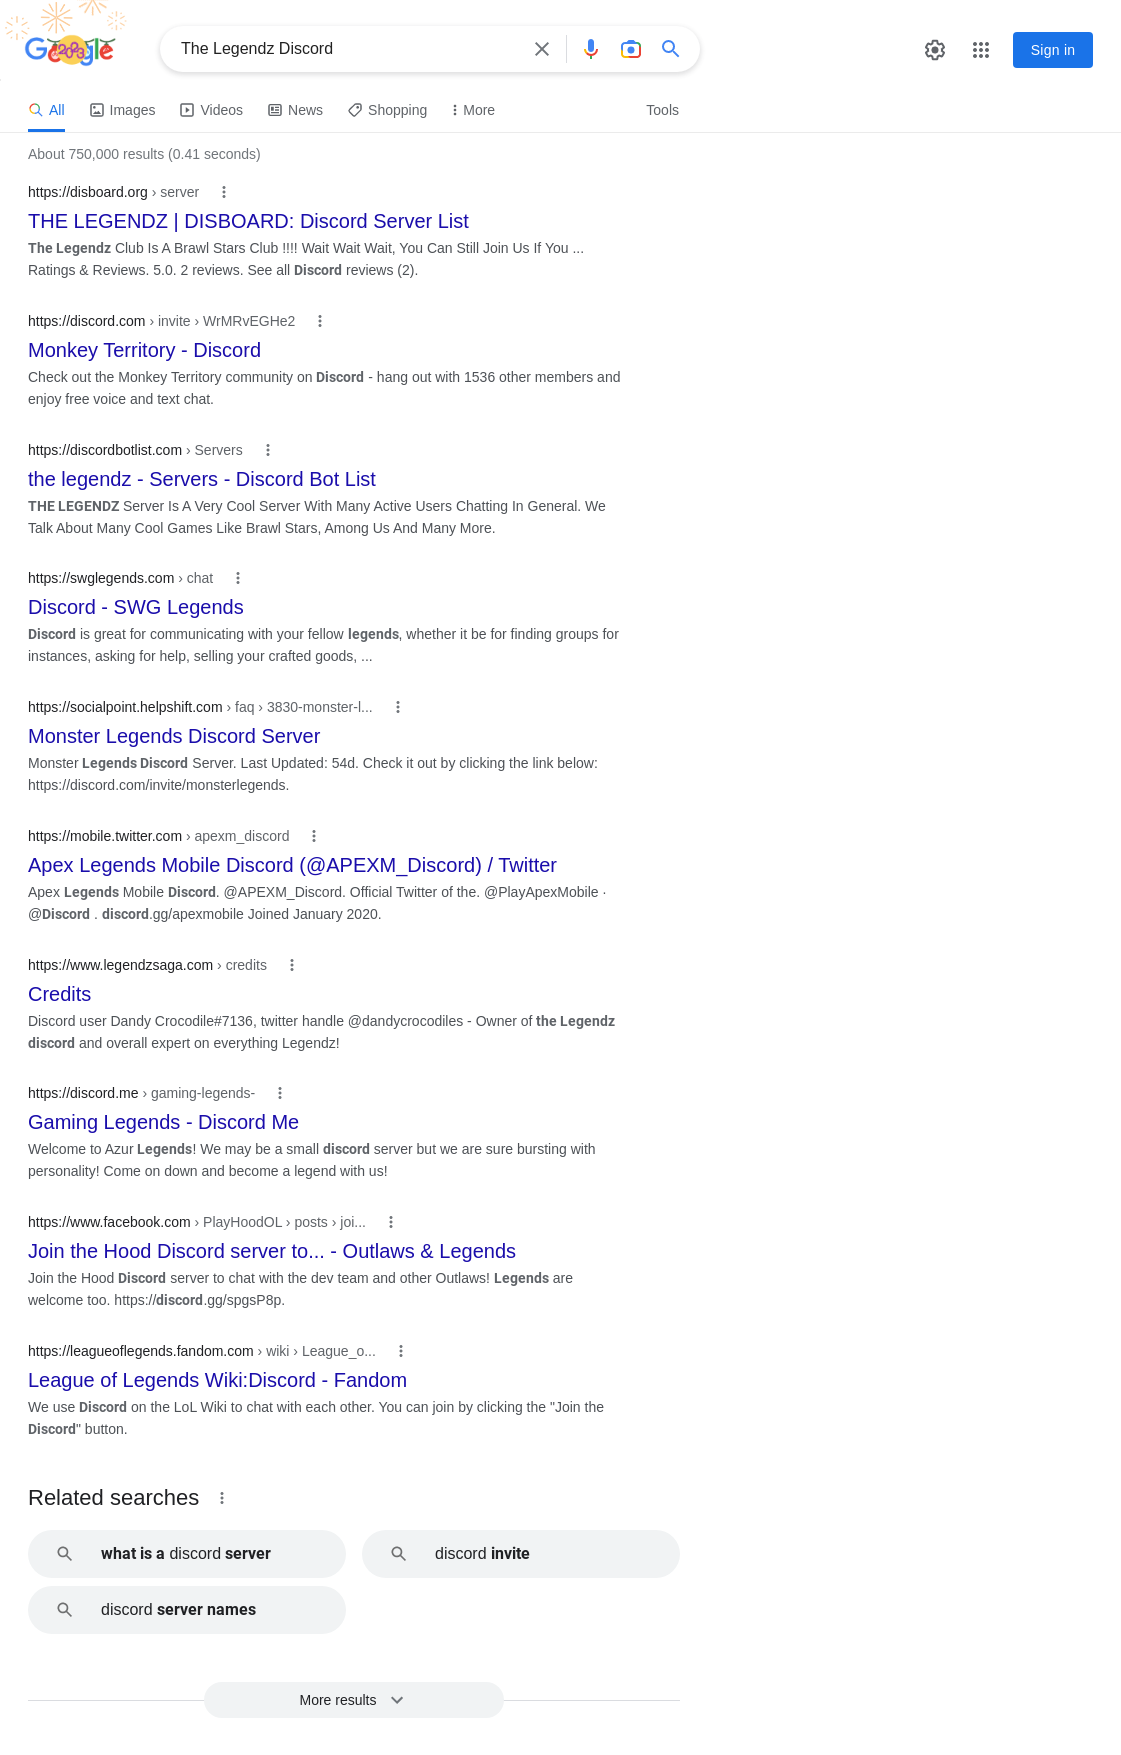 Google
The Legendz Discord
Sign in
All Images Videos News Shopping More Tools
About 750,000 results (0.41 seconds)
https://disboard.org › server
THE LEGENDZ | DISBOARD: Discord Server List
The Legendz Club Is A Brawl Stars Club !!!! Wait Wait Wait, You Can Still Join Us If You ...
Ratings & Reviews. 5.0. 2 reviews. See all Discord reviews (2).
https://discord.com › invite › WrMRvEGHe2
Monkey Territory - Discord
Check out the Monkey Territory community on Discord - hang out with 1536 other members and
enjoy free voice and text chat.
https://discordbotlist.com › Servers
the legendz - Servers - Discord Bot List
THE LEGENDZ Server Is A Very Cool Server With Many Active Users Chatting In General. We
Talk About Many Cool Games Like Brawl Stars, Among Us And Many More.
https://swglegends.com › chat
Discord - SWG Legends
Discord is great for communicating with your fellow legends, whether it be for finding groups for
instances, asking for help, selling your crafted goods, ...
https://socialpoint.helpshift.com › faq › 3830-monster-l...
Monster Legends Discord Server
Monster Legends Discord Server. Last Updated: 54d. Check it out by clicking the link below:
https://discord.com/invite/monsterlegends.
https://mobile.twitter.com › apexm_discord
Apex Legends Mobile Discord (@APEXM_Discord) / Twitter
Apex Legends Mobile Discord. @APEXM_Discord. Official Twitter of the. @PlayApexMobile ·
@Discord . discord.gg/apexmobile Joined January 2020.
https://www.legendzsaga.com › credits
Credits
Discord user Dandy Crocodile#7136, twitter handle @dandycrocodiles - Owner of the Legendz
discord and overall expert on everything Legendz!
https://discord.me › gaming-legends-
Gaming Legends - Discord Me
Welcome to Azur Legends! We may be a small discord server but we are sure bursting with
personality! Come on down and become a legend with us!
https://www.facebook.com › PlayHoodOL › posts › joi...
Join the Hood Discord server to... - Outlaws & Legends
Join the Hood Discord server to chat with the dev team and other Outlaws! Legends are
welcome too. https://discord.gg/spgsP8p.
https://leagueoflegends.fandom.com › wiki › League_o...
League of Legends Wiki:Discord - Fandom
We use Discord on the LoL Wiki to chat with each other. You can join by clicking the "Join the
Discord" button.
Related searches
what is a discord server
discord invite
discord server names
More results